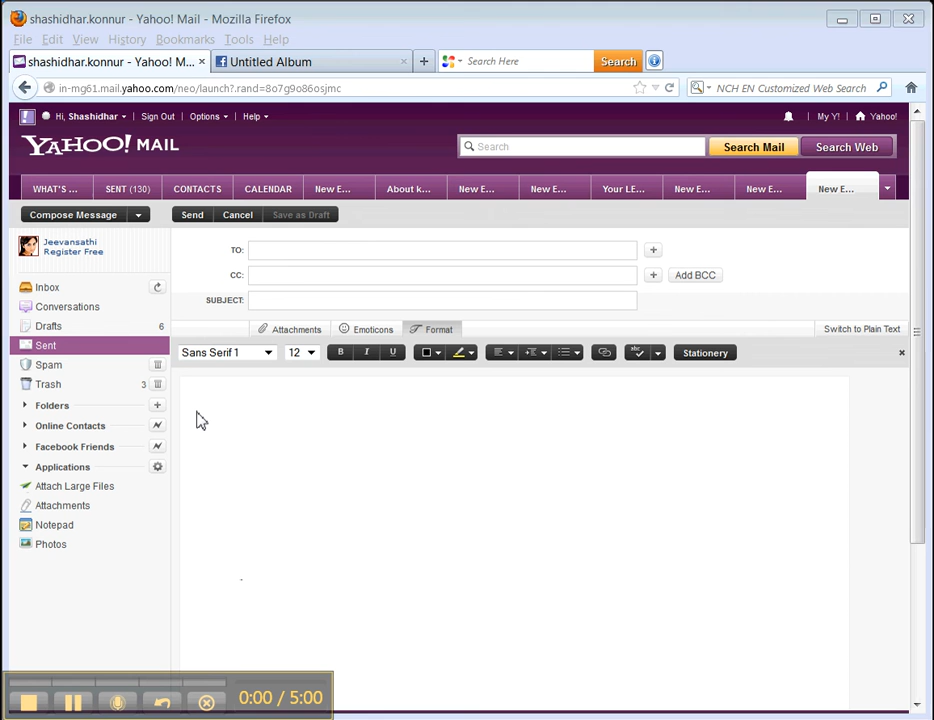 shashidhar.konnur - Yahoo! Mail - Mozilla Firefox
File Edit View History Bookmarks Tools Help
shashidhar.konnur - Yahoo! M... × Untitled Album × + Search Here Search
in-mg61.mail.yahoo.com/neo/launch?.rand=8o7g9o86osjmc NCH EN Customized Web Search
Hi, Shashidhar Sign Out Options Help My Y! Yahoo!
YAHOO! MAIL Search Search Mail Search Web
WHAT'S ... SENT (130) CONTACTS CALENDAR New E... About k... New E... New E... Your LE... New E... New E... New E...
Compose Message Send Cancel Save as Draft
Jeevansathi
Register Free
TO: +
CC: + Add BCC
SUBJECT:
Attachments Emoticons Format Switch to Plain Text
Sans Serif 1 12 B I U abc Stationery ×
Inbox
Conversations
Drafts 6
Sent
Spam
Trash 3
Folders +
Online Contacts
Facebook Friends
Applications
Attach Large Files
Attachments
Notepad
Photos
0:00 / 5:00